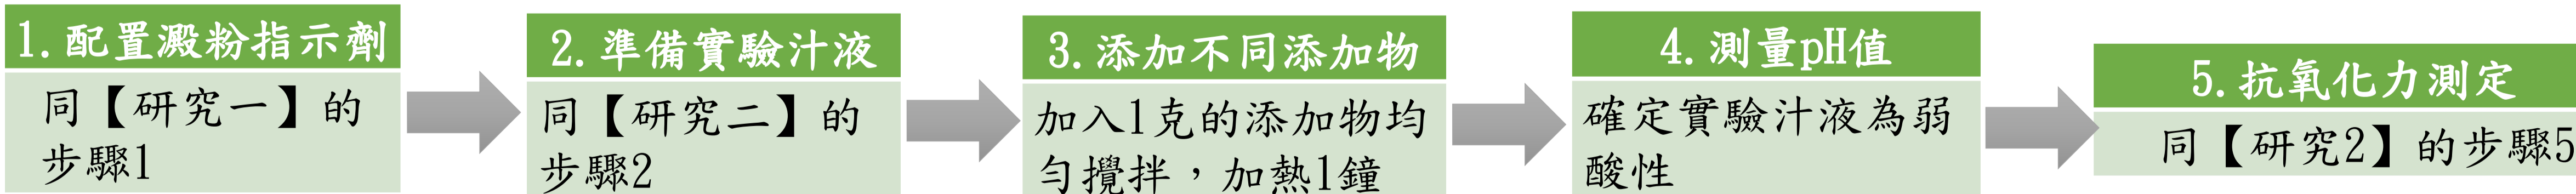 1.配置澱粉指示劑
同【研究一】的
步驟1
2.準備實驗汁液
同【研究二】的
步驟2
3.添加不同添加物
加入1克的添加物均
勻攪拌，加熱1鐘
4.測量pH值
確定實驗汁液為弱
酸性
5.抗氧化力測定
同【研究2】的步驟5